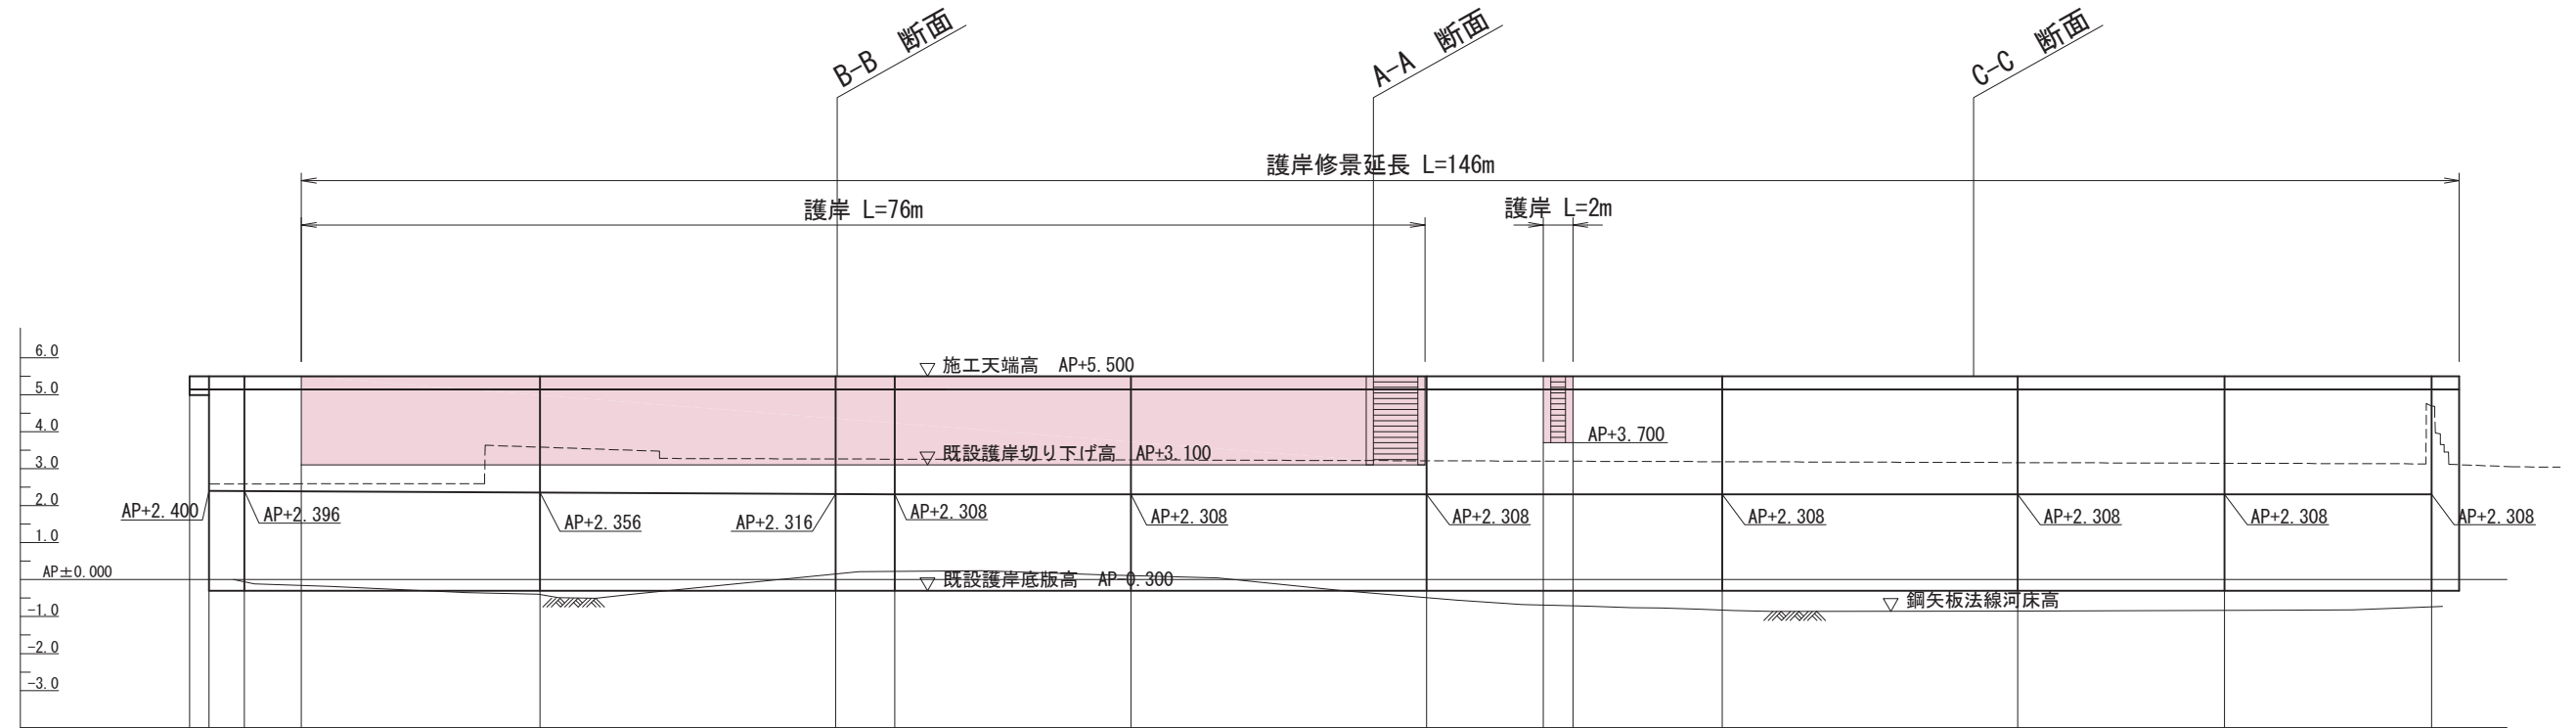 B-B 断面
A-A 断面
C-C 断面
護岸修景延長 L=146m
護岸 L=76m
護岸 L=2m
6.0
5.0
4.0
3.0
2.0
1.0
AP±0.000
-1.0
-2.0
-3.0
施工天端高 AP+5.500
AP+3.700
既設護岸切り下げ高 AP+3.100
AP+2.400
AP+2.396
AP+2.356
AP+2.316
AP+2.308
AP+2.308
AP+2.308
AP+2.308
AP+2.308
AP+2.308
AP+2.308
既設護岸底版高 AP-0.300
鋼矢板法線河床高